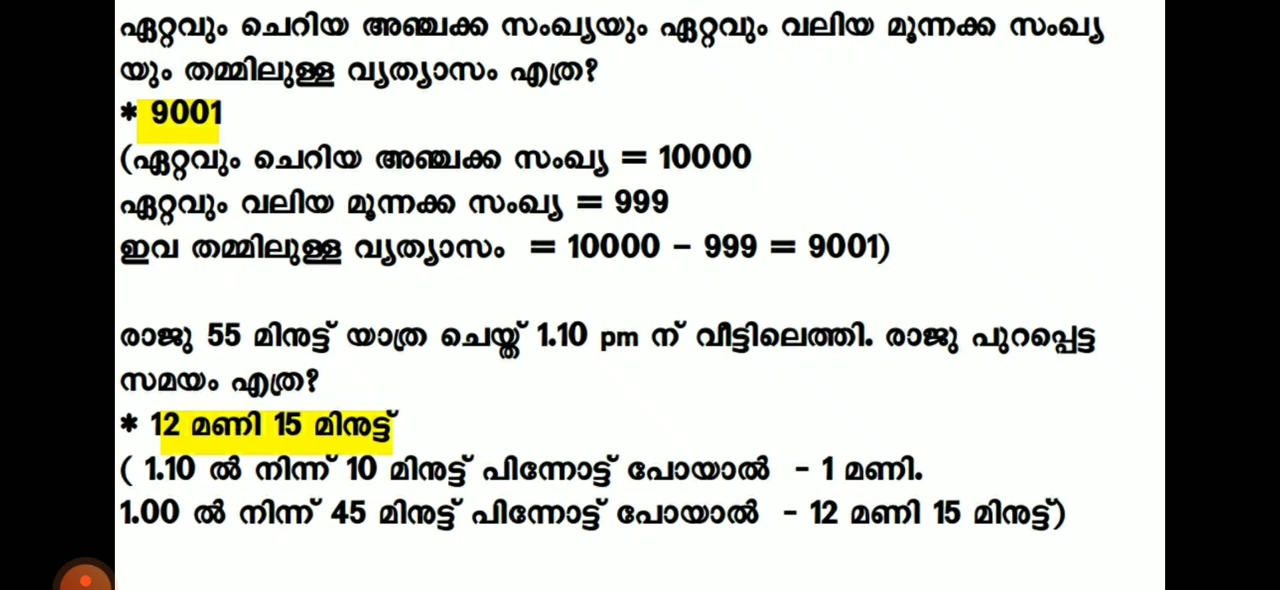 ഏറ്റവും ചെറിയ അഞ്ചക്ക സംഖ്യയും ഏറ്റവും വലിയ മൂന്നക്ക സംഖ്യ
യും തമ്മിലുള്ള വ്യത്യാസം എത്ര?
* 9001
(ഏറ്റവും ചെറിയ അഞ്ചക്ക സംഖ്യ = 10000
ഏറ്റവും വലിയ മൂന്നക്ക സംഖ്യ = 999
ഇവ തമ്മിലുള്ള വ്യത്യാസം = 10000 - 999 = 9001)
രാജു 55 മിനുട്ട് യാത്ര ചെയ്ത് 1.10 pm ന് വീട്ടിലെത്തി. രാജു പുറപ്പെട്ട
സമയം എത്ര?
* 12 മണി 15 മിനുട്ട്
( 1.10 ൽ നിന്ന് 10 മിനുട്ട് പിന്നോട്ട് പോയാൽ - 1 മണി.
1.00 ൽ നിന്ന് 45 മിനുട്ട് പിന്നോട്ട് പോയാൽ - 12 മണി 15 മിനുട്ട്)